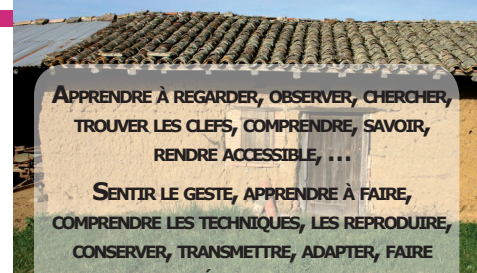 Apprendre à regarder, observer, chercher,
trouver les clefs, comprendre, savoir,
rendre accessible, ...
Sentir le geste, apprendre à faire,
comprendre les techniques, les reproduire,
conserver, transmettre, adapter, faire